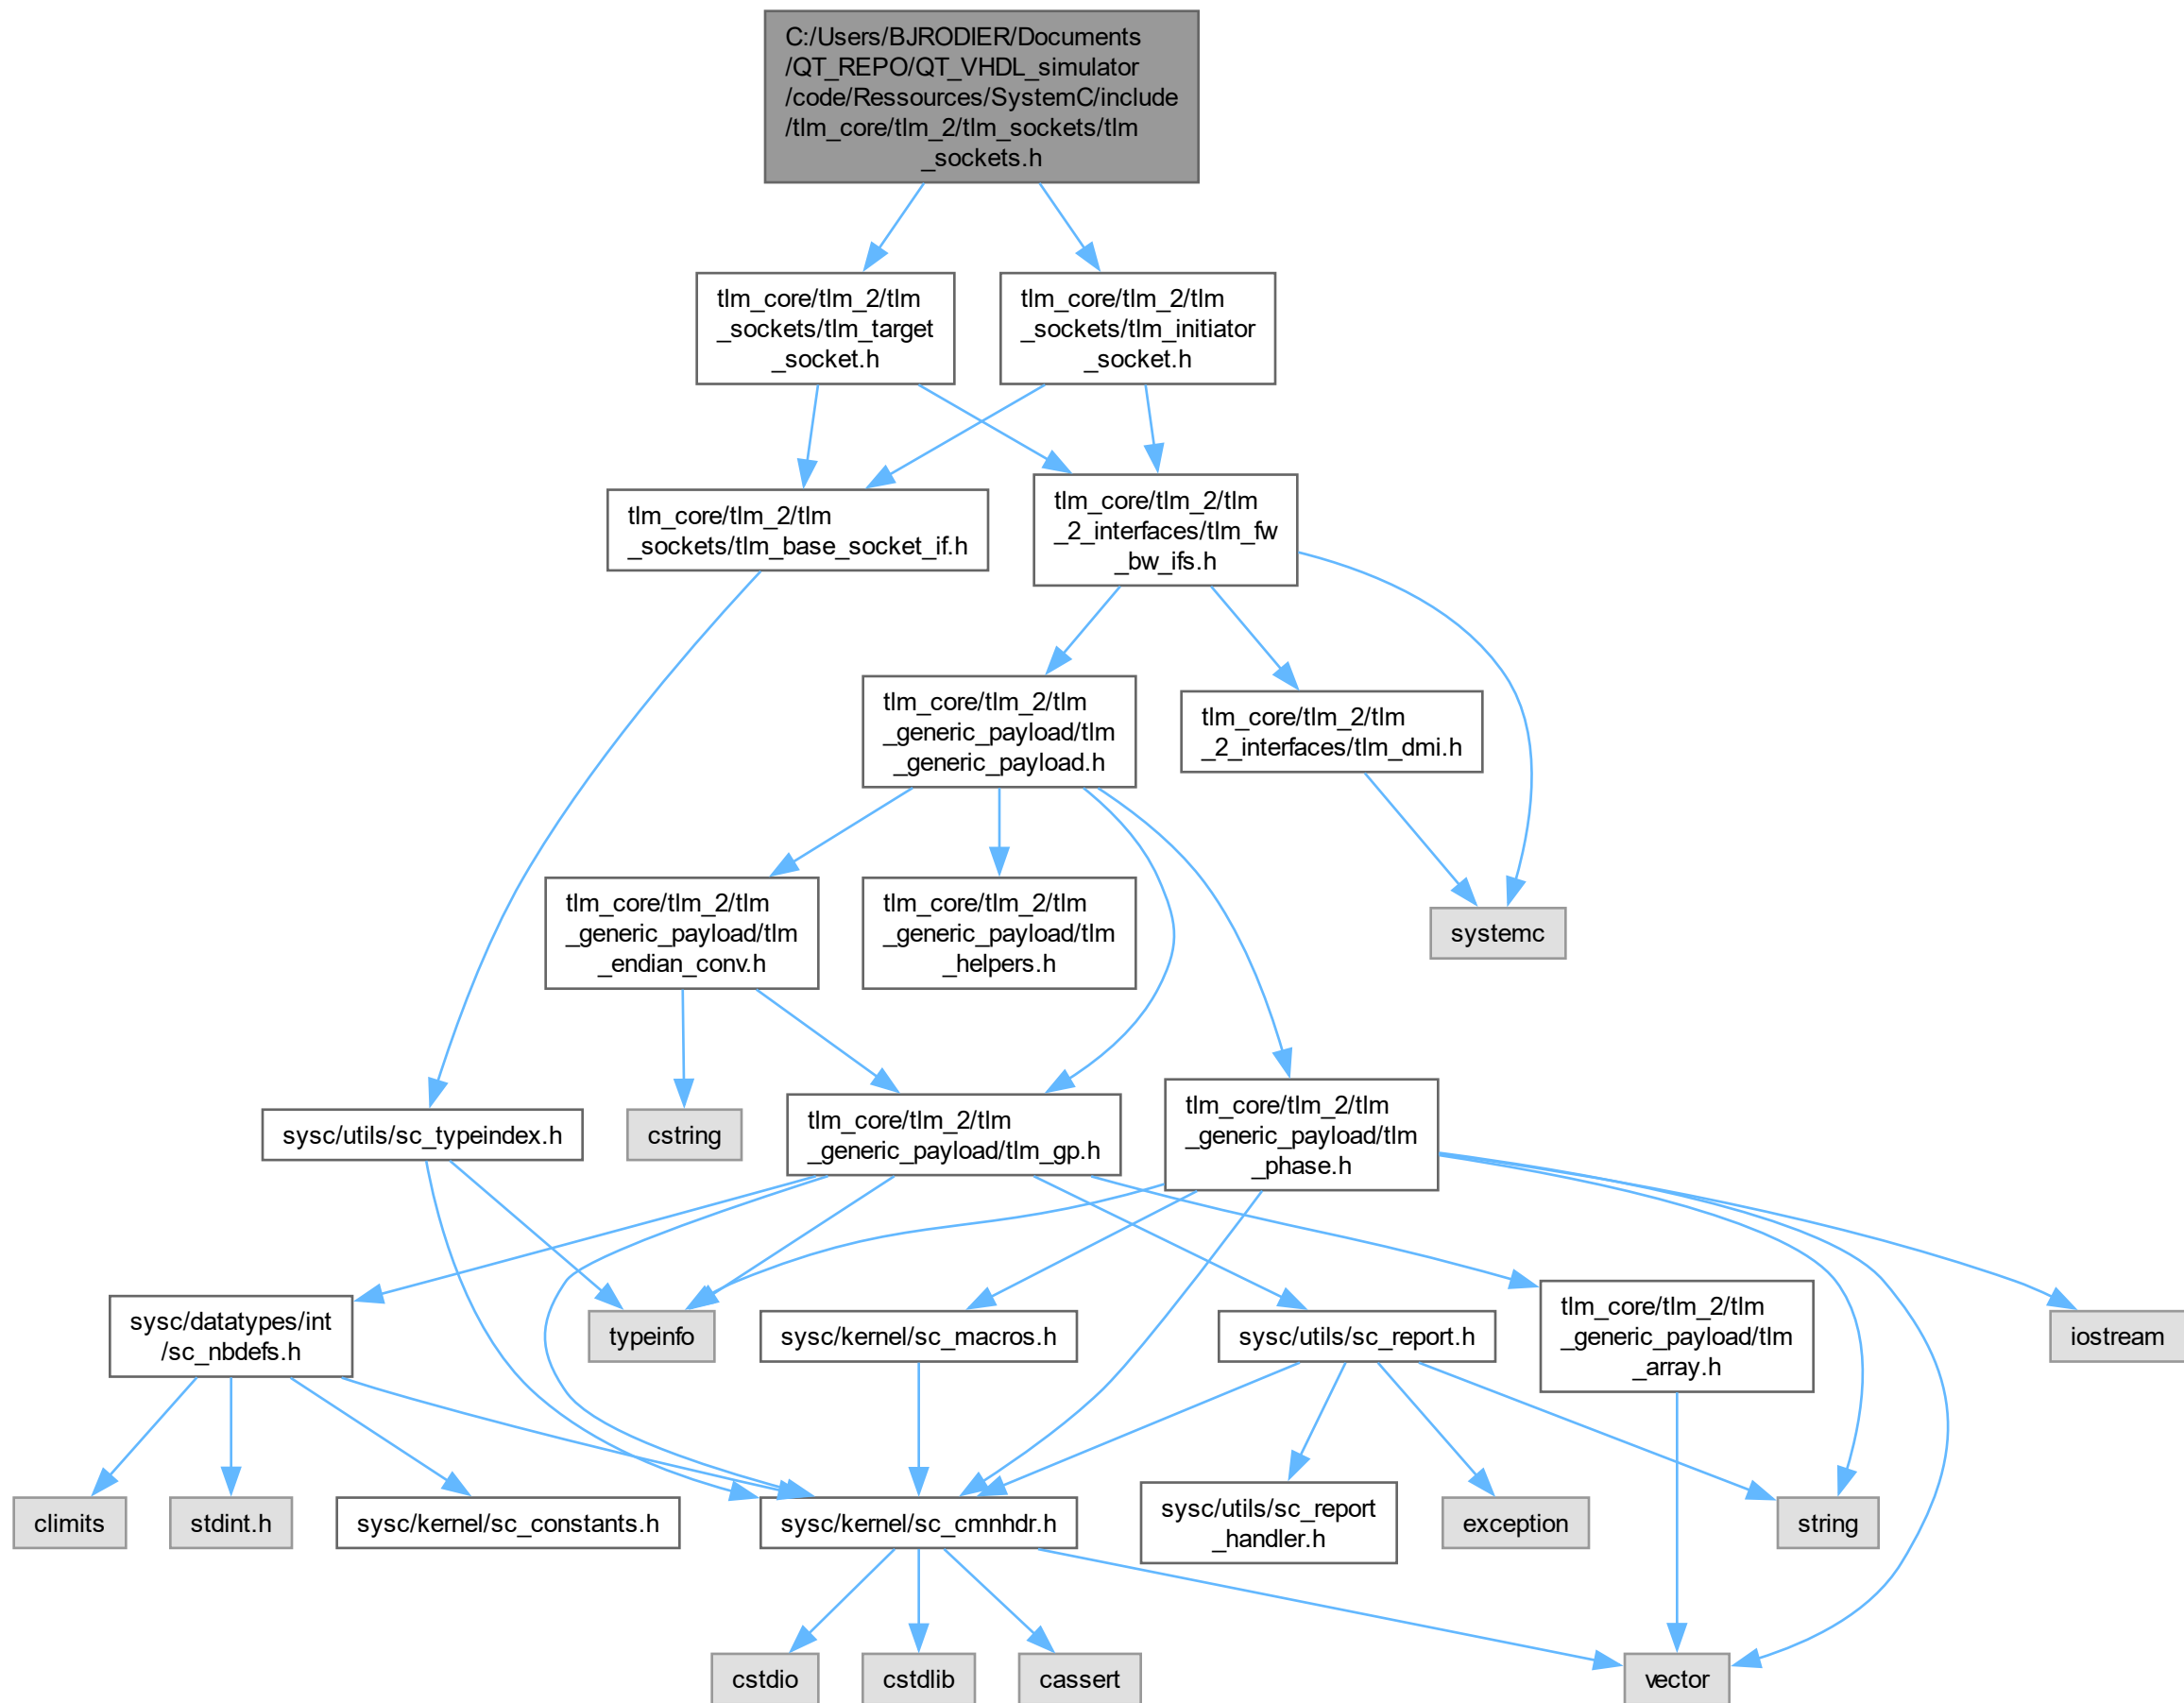 C:/Users/BJRODIER/Documents
/QT_REPO/QT_VHDL_simulator
/code/Ressources/SystemC/include
/tlm_core/tlm_2/tlm_sockets/tlm
_sockets.h
tlm_core/tlm_2/tlm
_sockets/tlm_target
_socket.h
tlm_core/tlm_2/tlm
_sockets/tlm_initiator
_socket.h
tlm_core/tlm_2/tlm
_sockets/tlm_base_socket_if.h
tlm_core/tlm_2/tlm
_2_interfaces/tlm_fw
_bw_ifs.h
tlm_core/tlm_2/tlm
_generic_payload/tlm
_generic_payload.h
tlm_core/tlm_2/tlm
_2_interfaces/tlm_dmi.h
tlm_core/tlm_2/tlm
_generic_payload/tlm
_endian_conv.h
tlm_core/tlm_2/tlm
_generic_payload/tlm
_helpers.h
systemc
sysc/utils/sc_typeindex.h
cstring
tlm_core/tlm_2/tlm
_generic_payload/tlm_gp.h
tlm_core/tlm_2/tlm
_generic_payload/tlm
_phase.h
sysc/datatypes/int
/sc_nbdefs.h
typeinfo
sysc/kernel/sc_macros.h
sysc/utils/sc_report.h
tlm_core/tlm_2/tlm
_generic_payload/tlm
_array.h
iostream
climits
stdint.h
sysc/kernel/sc_constants.h
sysc/kernel/sc_cmnhdr.h
sysc/utils/sc_report
_handler.h
exception
string
cstdio
cstdlib
cassert
vector